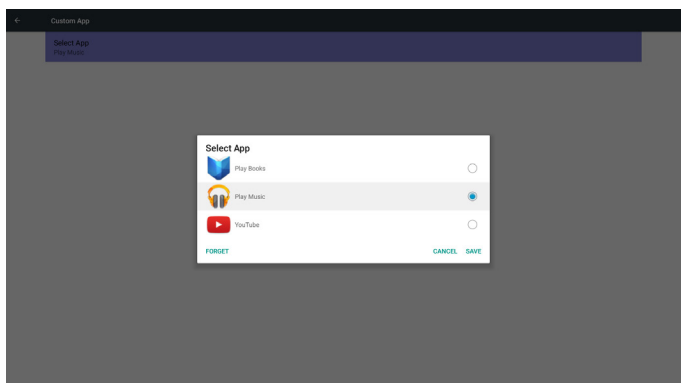 Custom App
Select App
Play Music
Select App
Play Books
Play Music
YouTube
FORGET
CANCEL SAVE